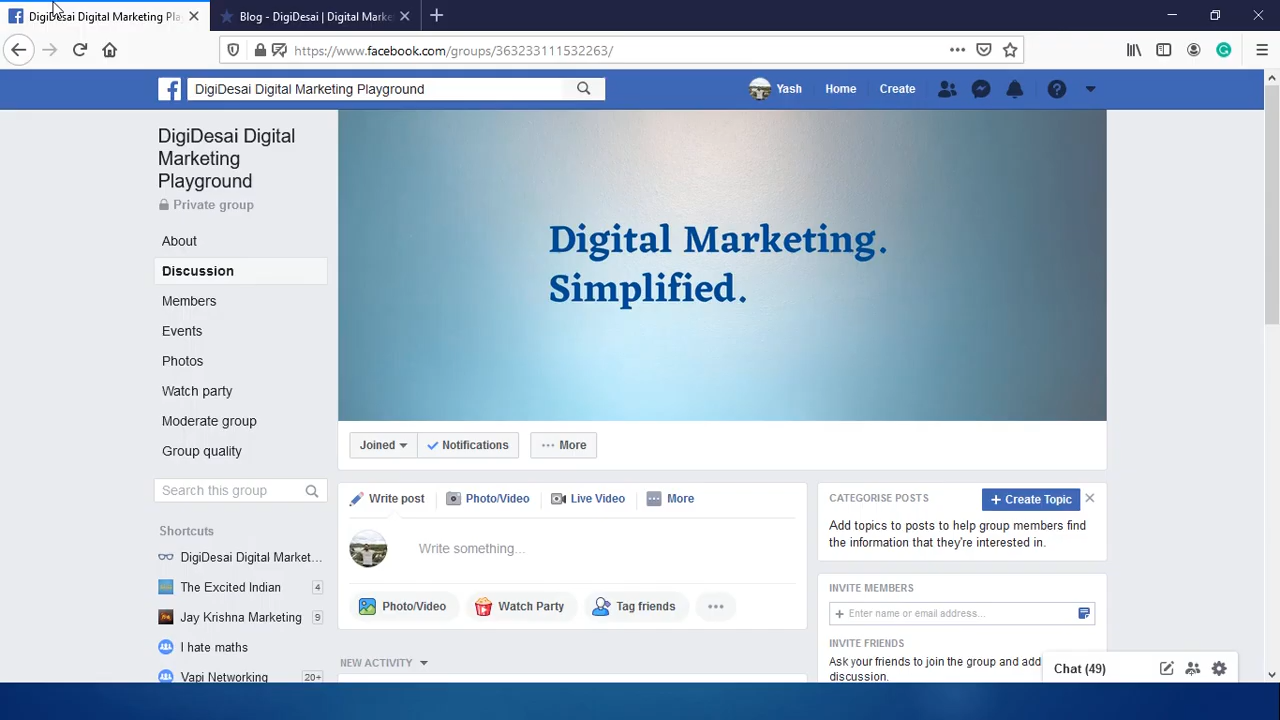 DigiDesai Digital Marketing Pla
Blog - DigiDesai | Digital Marke
https://www.facebook.com/groups/363233111532263/
DigiDesai Digital Marketing Playground
Yash
Home
Create
DigiDesai Digital
Marketing
Playground
Private group
About
Discussion
Members
Events
Photos
Watch party
Moderate group
Group quality
Search this group
Shortcuts
DigiDesai Digital Market...
The Excited Indian 4
Jay Krishna Marketing 9
I hate maths
Vapi Networking 20+
Digital Marketing.
Simplified.
Joined
Notifications
More
Write post
Photo/Video
Live Video
More
Write something...
Photo/Video
Watch Party
Tag friends
NEW ACTIVITY
CATEGORISE POSTS
+ Create Topic
Add topics to posts to help group members find
the information that they're interested in.
INVITE MEMBERS
+ Enter name or email address...
INVITE FRIENDS
Ask your friends to join the group and add
discussion.
Chat (49)